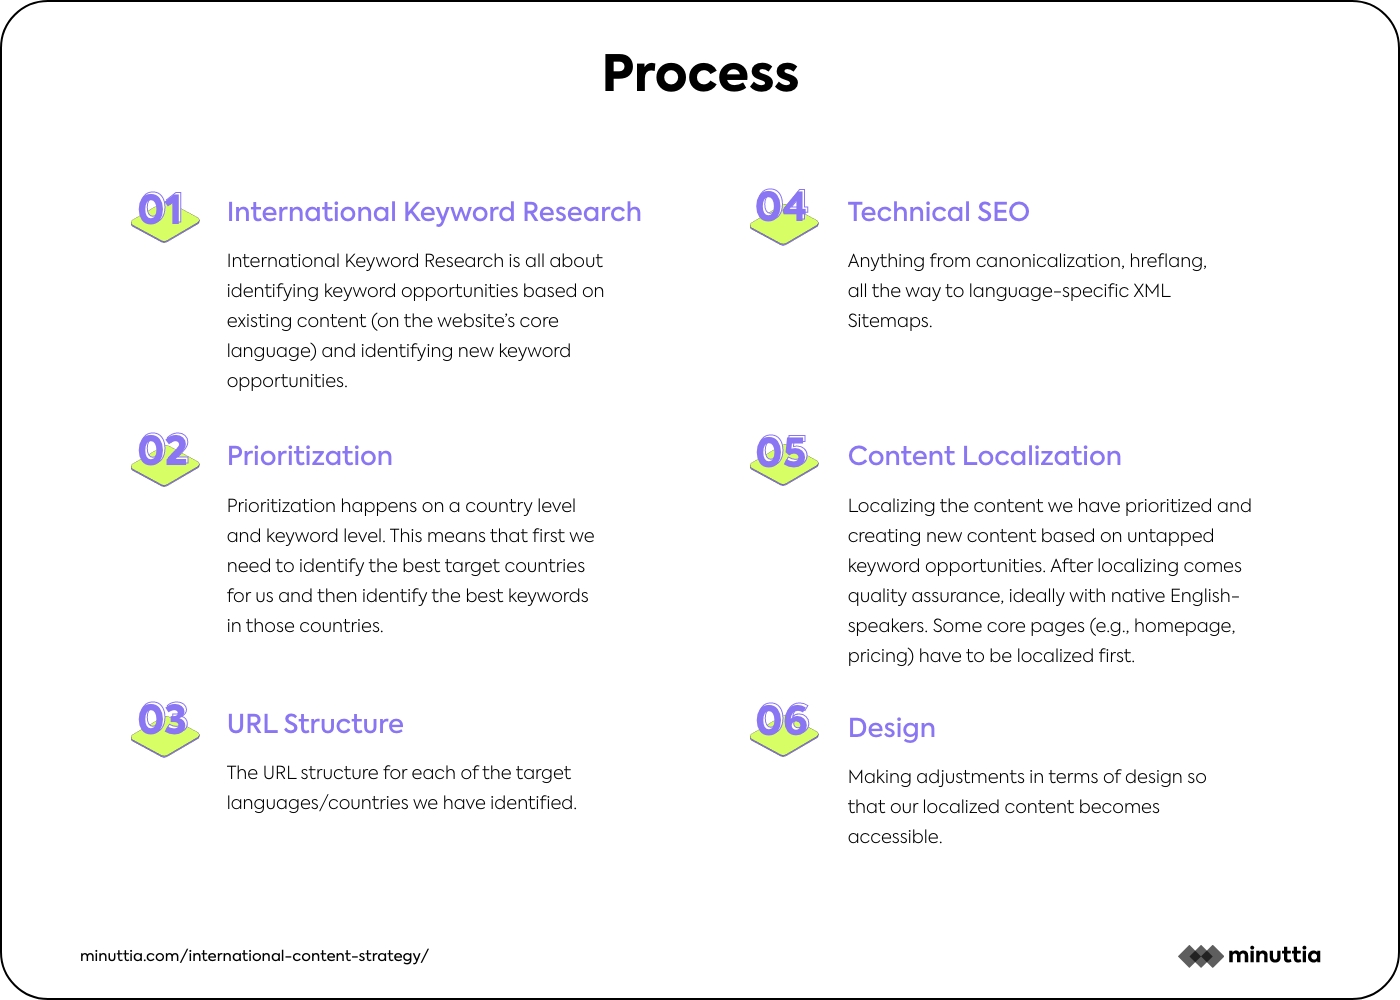 Process
01
International Keyword Research
International Keyword Research is all about
identifying keyword opportunities based on
existing content (on the website's core
language) and identifying new keyword
opportunities.
02
Prioritization
Prioritization happens on a country level
and keyword level. This means that first we
need to identify the best target countries
for us and then identify the best keywords
in those countries.
03
URL Structure
The URL structure for each of the target
languages/countries we have identified.
04
Technical SEO
Anything from canonicalization, hreflang,
all the way to language-specific XML
Sitemaps.
05
Content Localization
Localizing the content we have prioritized and
creating new content based on untapped
keyword opportunities. After localizing comes
quality assurance, ideally with native English-
speakers. Some core pages (e.g., homepage,
pricing) have to be localized first.
06
Design
Making adjustments in terms of design so
that our localized content becomes
accessible.
minuttia.com/international-content-strategy/
minuttia